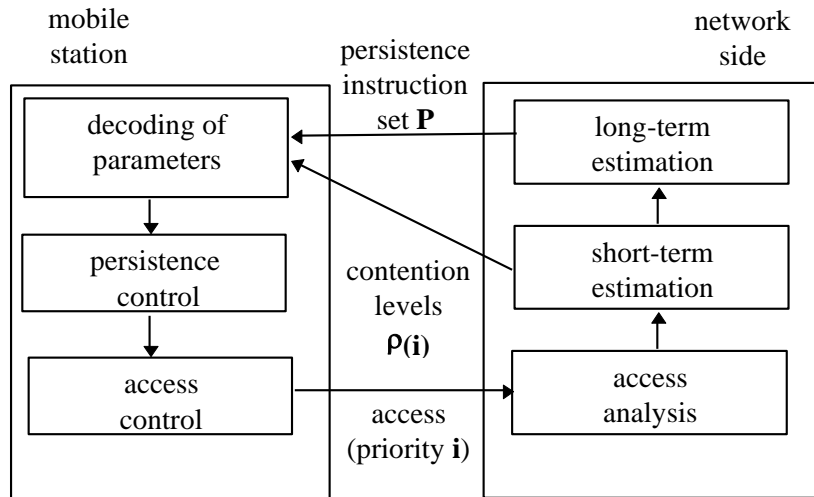 mobile
station
network
side
persistence
instruction
set P
decoding of
parameters
long-term
estimation
persistence
control
contention
levels
ρ(i)
short-term
estimation
access
control
access
(priority i)
access
analysis